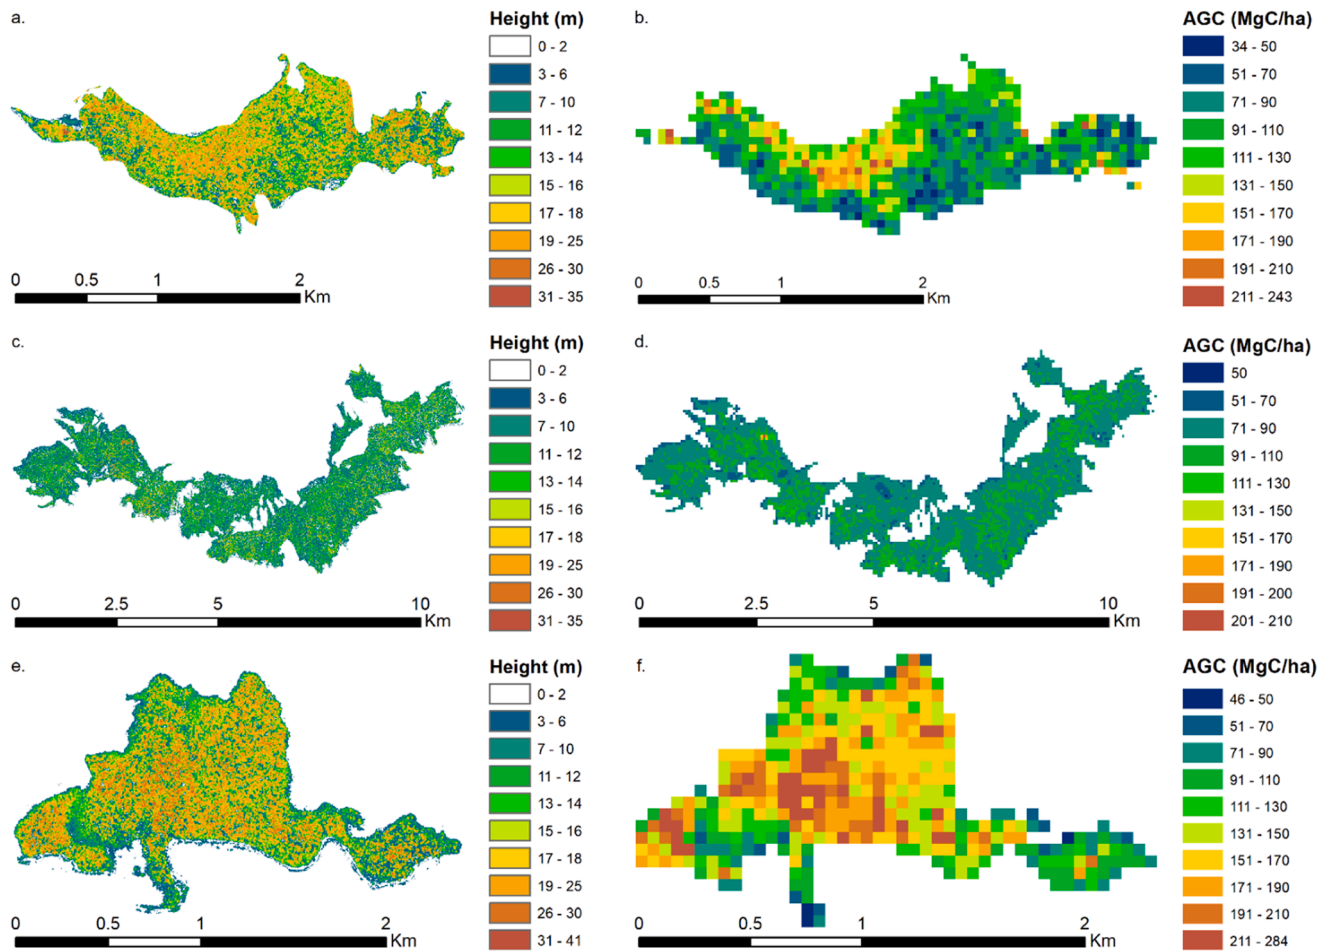 a.
Height (m)
0 - 2
3 - 6
7 - 10
11 - 12
13 - 14
15 - 16
17 - 18
19 - 25
26 - 30
31 - 35
0 0.5 1 2
Km
b.
AGC (MgC/ha)
34 - 50
51 - 70
71 - 90
91 - 110
111 - 130
131 - 150
151 - 170
171 - 190
191 - 210
211 - 243
0 0.5 1 2
Km
c.
Height (m)
0 - 2
3 - 6
7 - 10
11 - 12
13 - 14
15 - 16
17 - 18
19 - 25
26 - 30
31 - 35
0 2.5 5 10
Km
d.
AGC (MgC/ha)
50
51 - 70
71 - 90
91 - 110
111 - 130
131 - 150
151 - 170
171 - 190
191 - 200
201 - 210
0 2.5 5 10
Km
e.
Height (m)
0 - 2
3 - 6
7 - 10
11 - 12
13 - 14
15 - 16
17 - 18
19 - 25
26 - 30
31 - 41
0 0.5 1 2
Km
f.
AGC (MgC/ha)
46 - 50
51 - 70
71 - 90
91 - 110
111 - 130
131 - 150
151 - 170
171 - 190
191 - 210
211 - 284
0 0.5 1 2
Km